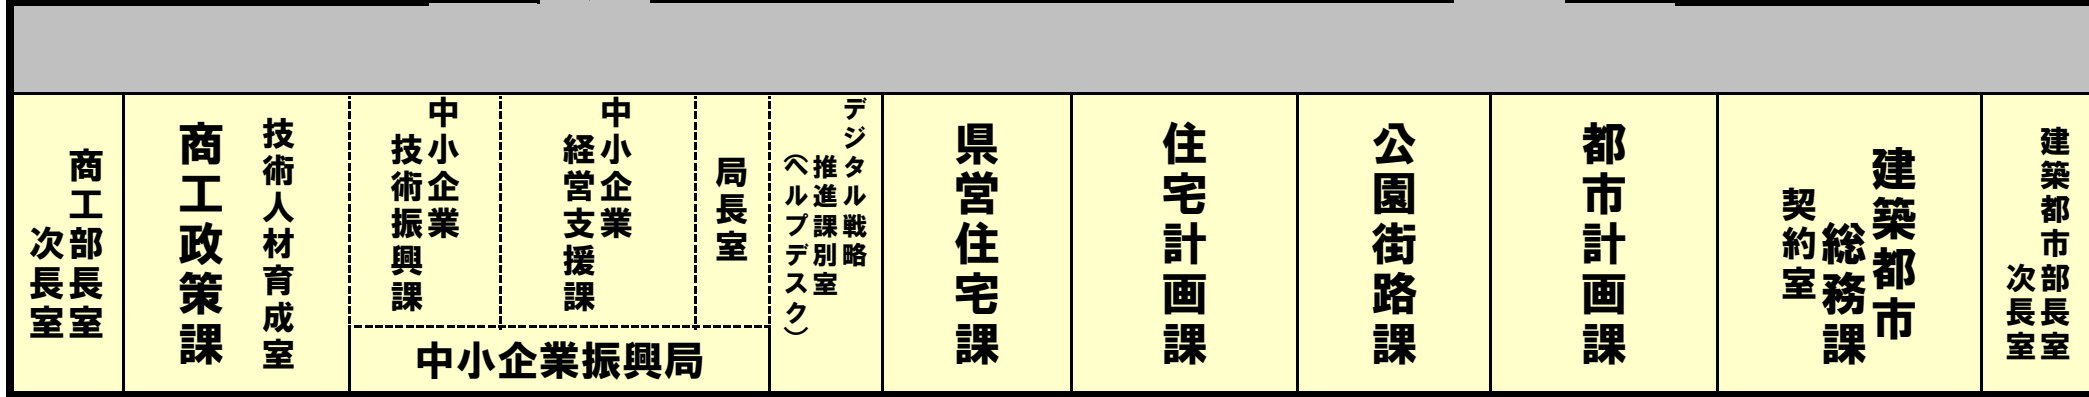 商工部長室
次長室
商工政策課
技術人材育成室
中小企業
技術振興課
中小企業
経営支援課
局長室
中小企業振興局
デジタル戦略
推進課別室
（ヘルプデスク）
県営住宅課
住宅計画課
公園街路課
都市計画課
建築都市
総務課
契約室
建築都市部長室
次長室